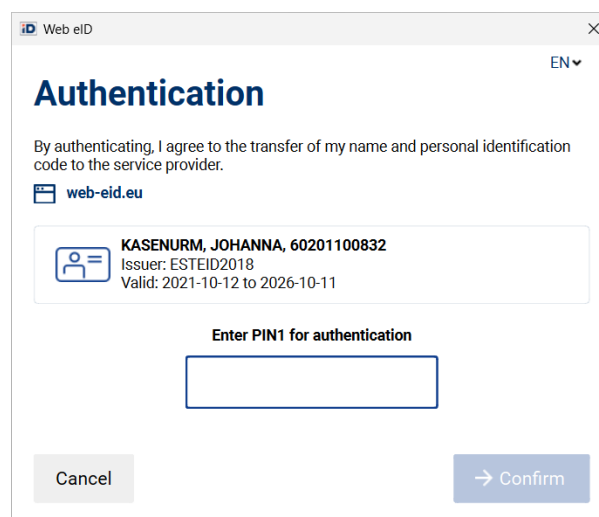 iD Web eID
EN
Authentication
By authenticating, I agree to the transfer of my name and personal identification
code to the service provider.
web-eid.eu
KASENURM, JOHANNA, 60201100832
Issuer: ESTEID2018
Valid: 2021-10-12 to 2026-10-11
Enter PIN1 for authentication
Cancel
→ Confirm